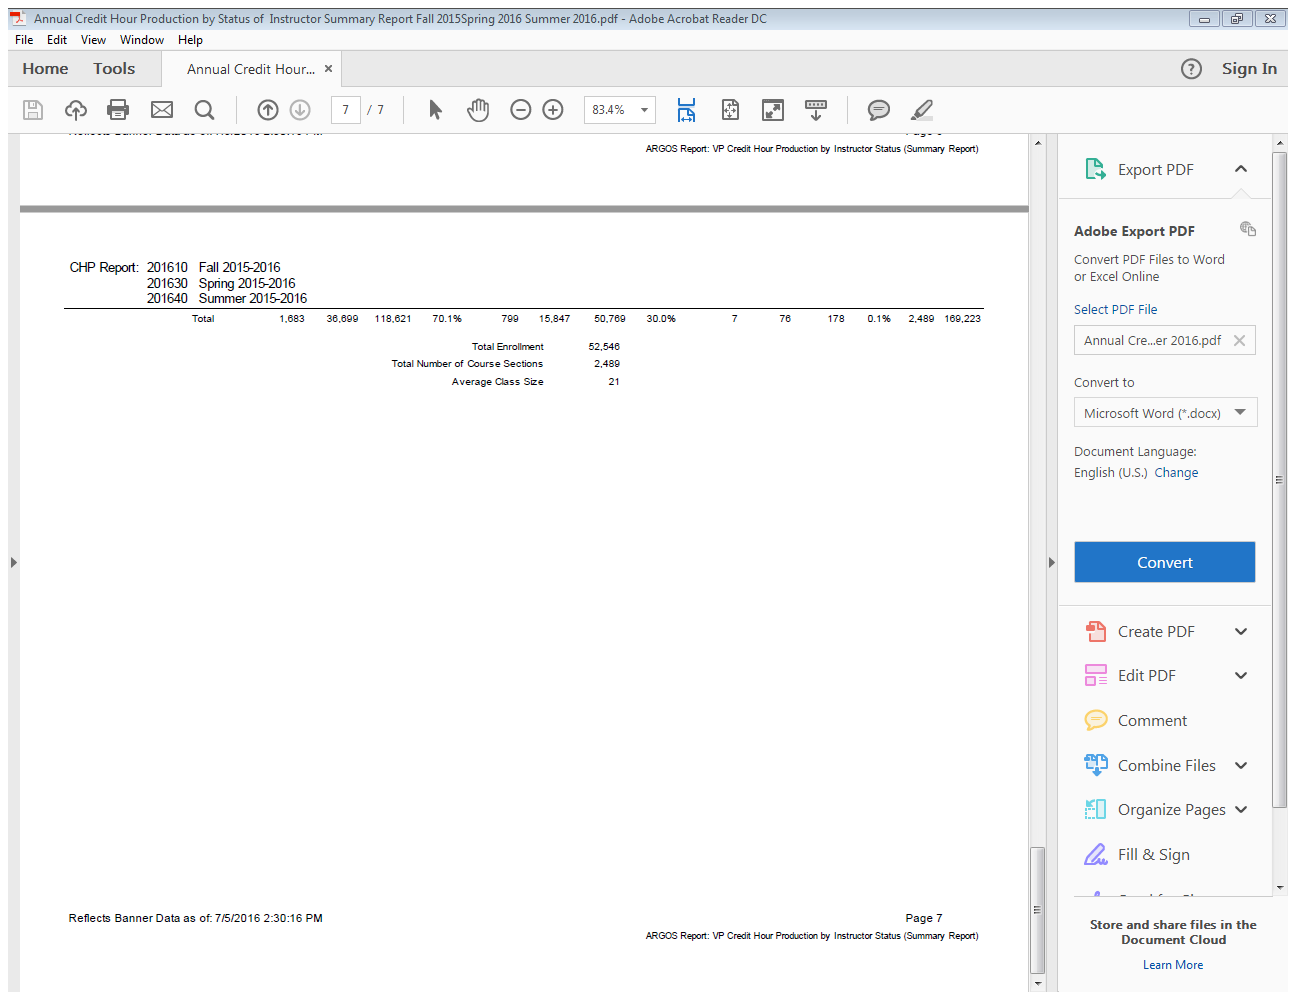 Annual Credit Hour Production by Status of Instructor Summary Report Fall 2015Spring 2016 Summer 2016.pdf - Adobe Acrobat Reader DC
File Edit View Window Help
Home Tools Annual Credit Hour... × ? Sign In
7 / 7 83.4%
Page 6
ARGOS Report: VP Credit Hour Production by Instructor Status (Summary Report)
CHP Report: 201610 Fall 2015-2016
201630 Spring 2015-2016
201640 Summer 2015-2016
Total 1,683 36,699 118,621 70.1% 799 15,847 50,769 30.0% 7 76 178 0.1% 2,489 169,223
Total Enrollment 52,546
Total Number of Course Sections 2,489
Average Class Size 21
Reflects Banner Data as of: 7/5/2016 2:30:16 PM Page 7
ARGOS Report: VP Credit Hour Production by Instructor Status (Summary Report)
Export PDF
Adobe Export PDF
Convert PDF Files to Word
or Excel Online
Select PDF File
Annual Cre...er 2016.pdf
Convert to
Microsoft Word (*.docx)
Document Language:
English (U.S.) Change
Convert
Create PDF
Edit PDF
Comment
Combine Files
Organize Pages
Fill & Sign
Store and share files in the
Document Cloud
Learn More